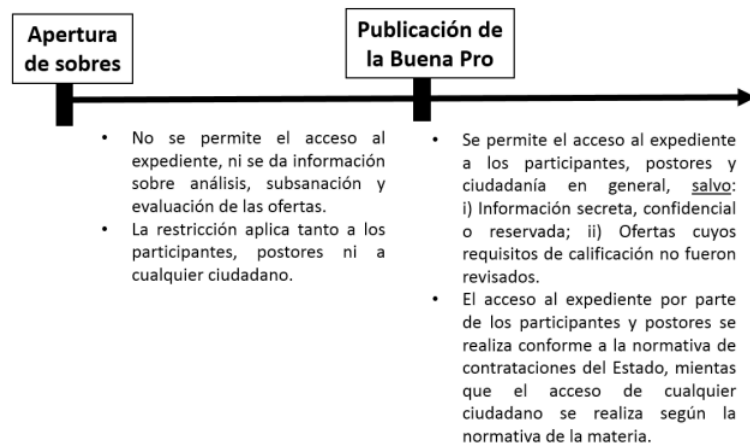 Apertura
de sobres
Publicación de
la Buena Pro
• No se permite el acceso al
expediente, ni se da información
sobre análisis, subsanación y
evaluación de las ofertas.
• La restricción aplica tanto a los
participantes, postores ni a
cualquier ciudadano.
• Se permite el acceso al expediente
a los participantes, postores y
ciudadanía en general, salvo:
i) Información secreta, confidencial
o reservada; ii) Ofertas cuyos
requisitos de calificación no fueron
revisados.
• El acceso al expediente por parte
de los participantes y postores se
realiza conforme a la normativa de
contrataciones del Estado, mientas
que el acceso de cualquier
ciudadano se realiza según la
normativa de la materia.